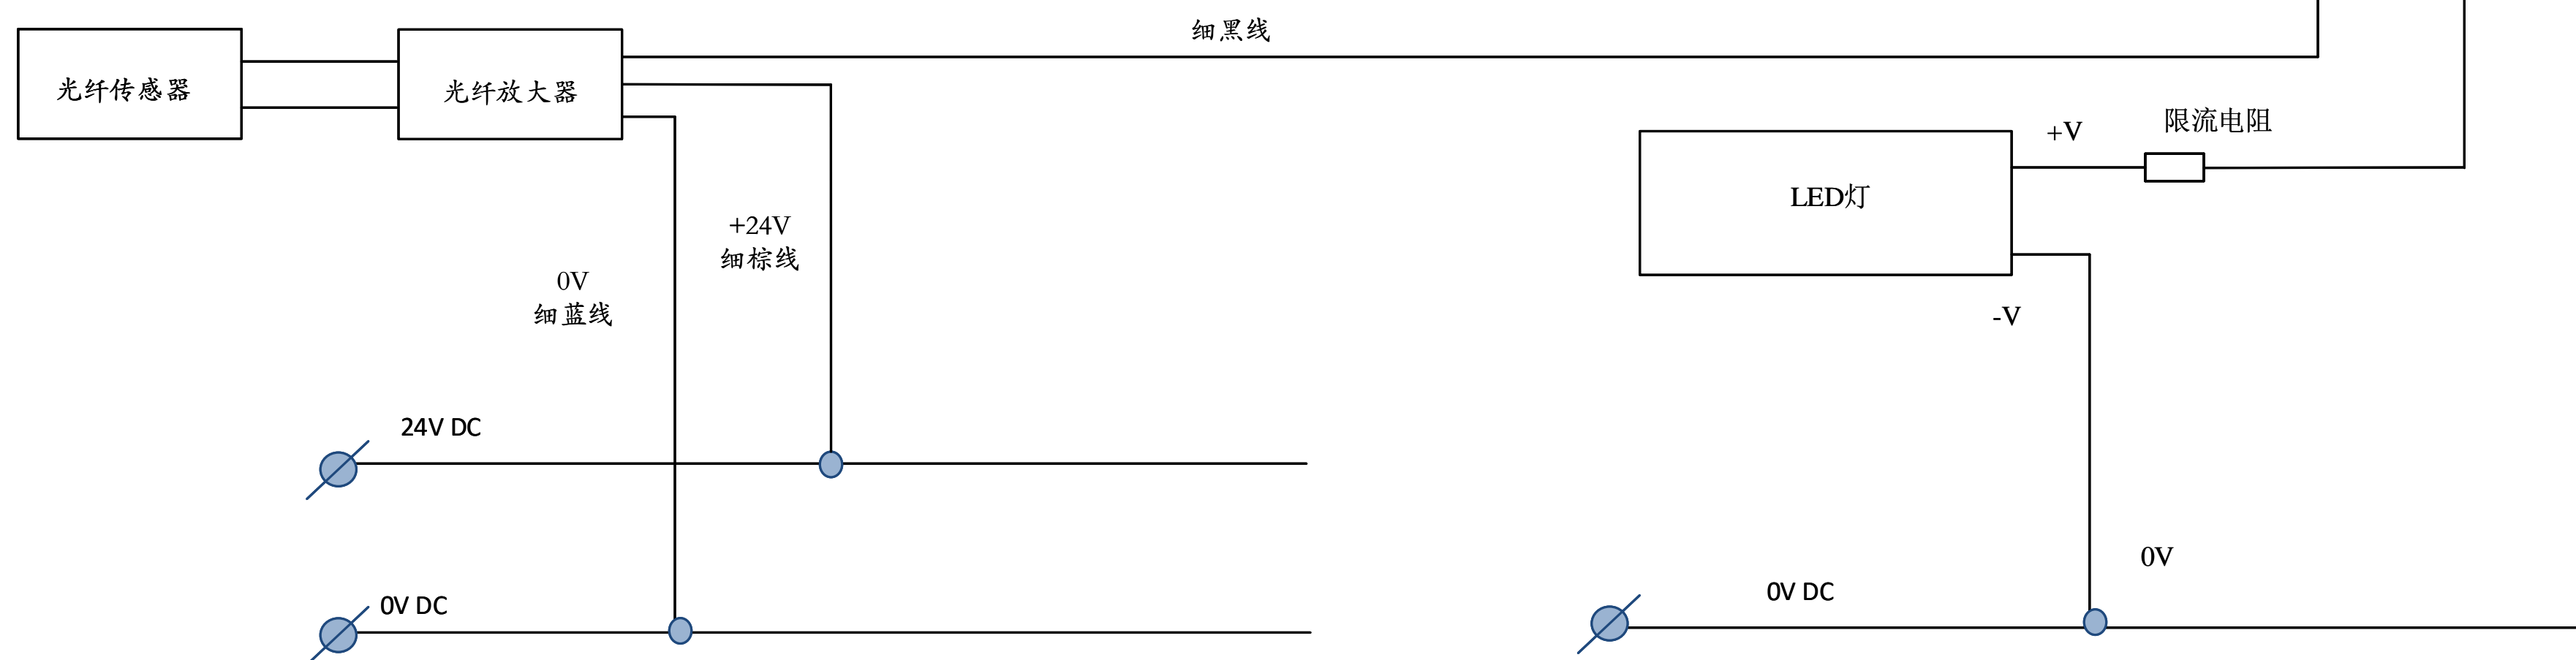 细黑线
光纤传感器
光纤放大器
限流电阻
+V
LED灯
+24V
细棕线
0V
细蓝线
-V
24V DC
0V
0V DC
0V DC